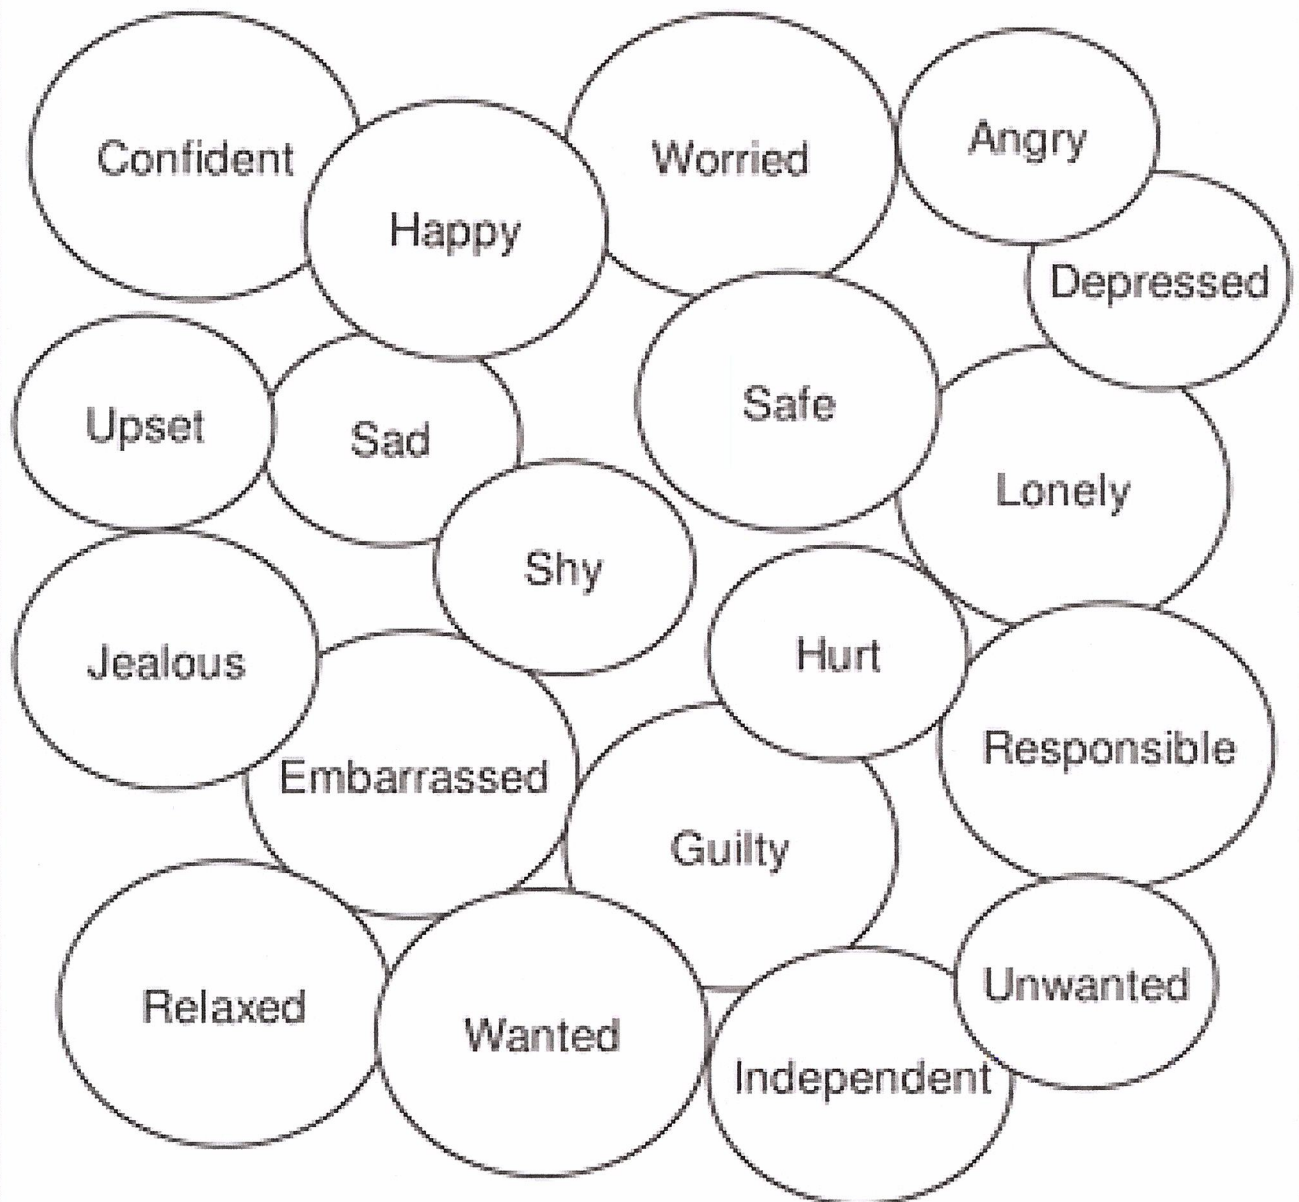 Confident
Happy
Worried
Angry
Depressed
Upset
Sad
Safe
Lonely
Shy
Jealous
Hurt
Embarrassed
Responsible
Guilty
Relaxed
Wanted
Independent
Unwanted